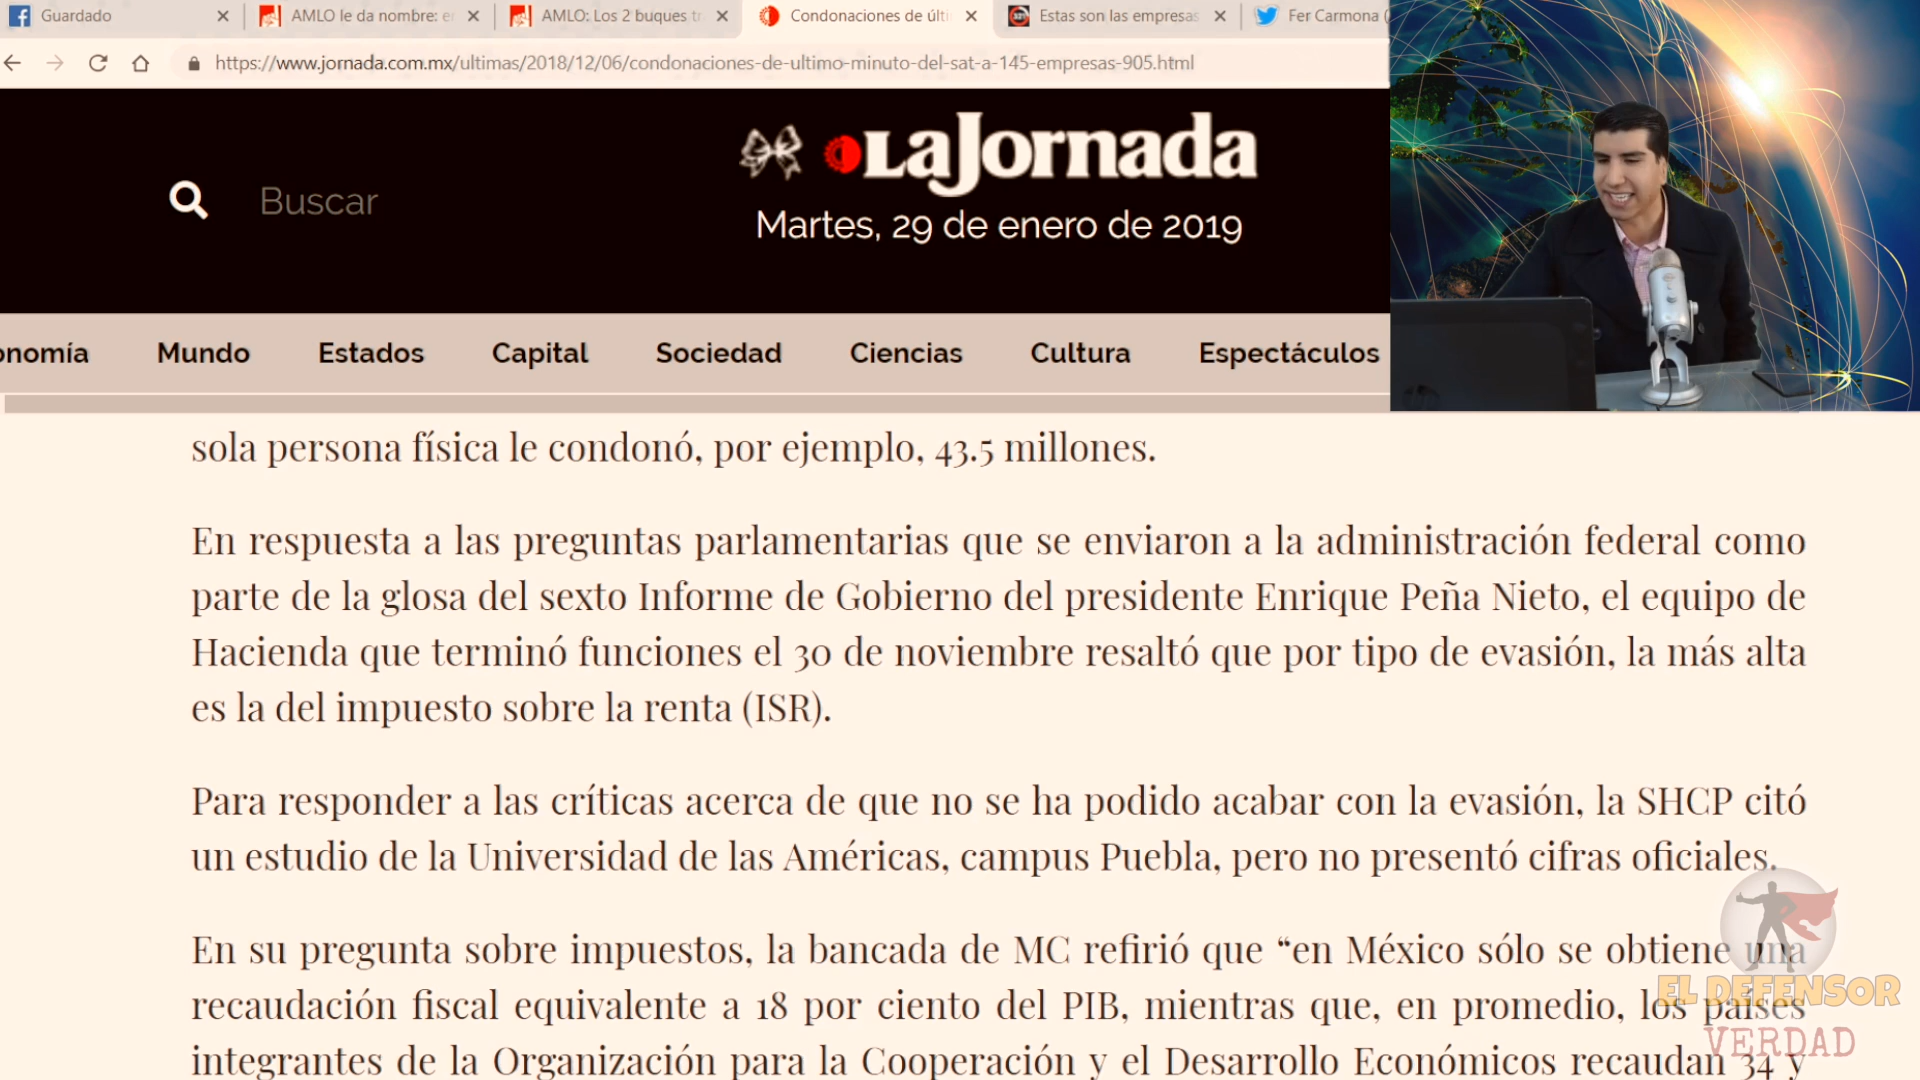 Guardado
AMLO le da nombre: e
AMLO: Los 2 buques tr
Condonaciones de últi
Estas son las empresas
Fer Carmona (
https://www.jornada.com.mx/ultimas/2018/12/06/condonaciones-de-ultimo-minuto-del-sat-a-145-empresas-905.html
LaJornada
Buscar
Martes, 29 de enero de 2019
onomía Mundo Estados Capital Sociedad Ciencias Cultura Espectáculos
sola persona física le condonó, por ejemplo, 43.5 millones.
En respuesta a las preguntas parlamentarias que se enviaron a la administración federal como
parte de la glosa del sexto Informe de Gobierno del presidente Enrique Peña Nieto, el equipo de
Hacienda que terminó funciones el 30 de noviembre resaltó que por tipo de evasión, la más alta
es la del impuesto sobre la renta (ISR).
Para responder a las críticas acerca de que no se ha podido acabar con la evasión, la SHCP citó
un estudio de la Universidad de las Américas, campus Puebla, pero no presentó cifras oficiales.
En su pregunta sobre impuestos, la bancada de MC refirió que “en México sólo se obtiene una
recaudación fiscal equivalente a 18 por ciento del PIB, mientras que, en promedio, los países
integrantes de la Organización para la Cooperación y el Desarrollo Económicos recaudan 34 y
EL DEFENSOR
VERDAD